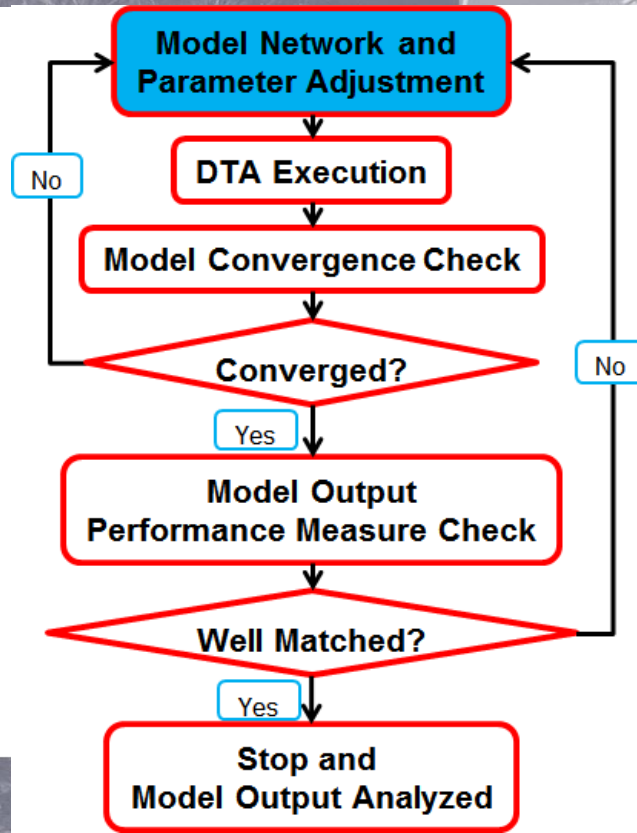 Model Network and
Parameter Adjustment
DTA Execution
No
Model Convergence Check
Converged?
No
Yes
Model Output
Performance Measure Check
Well Matched?
Yes
Stop and
Model Output Analyzed